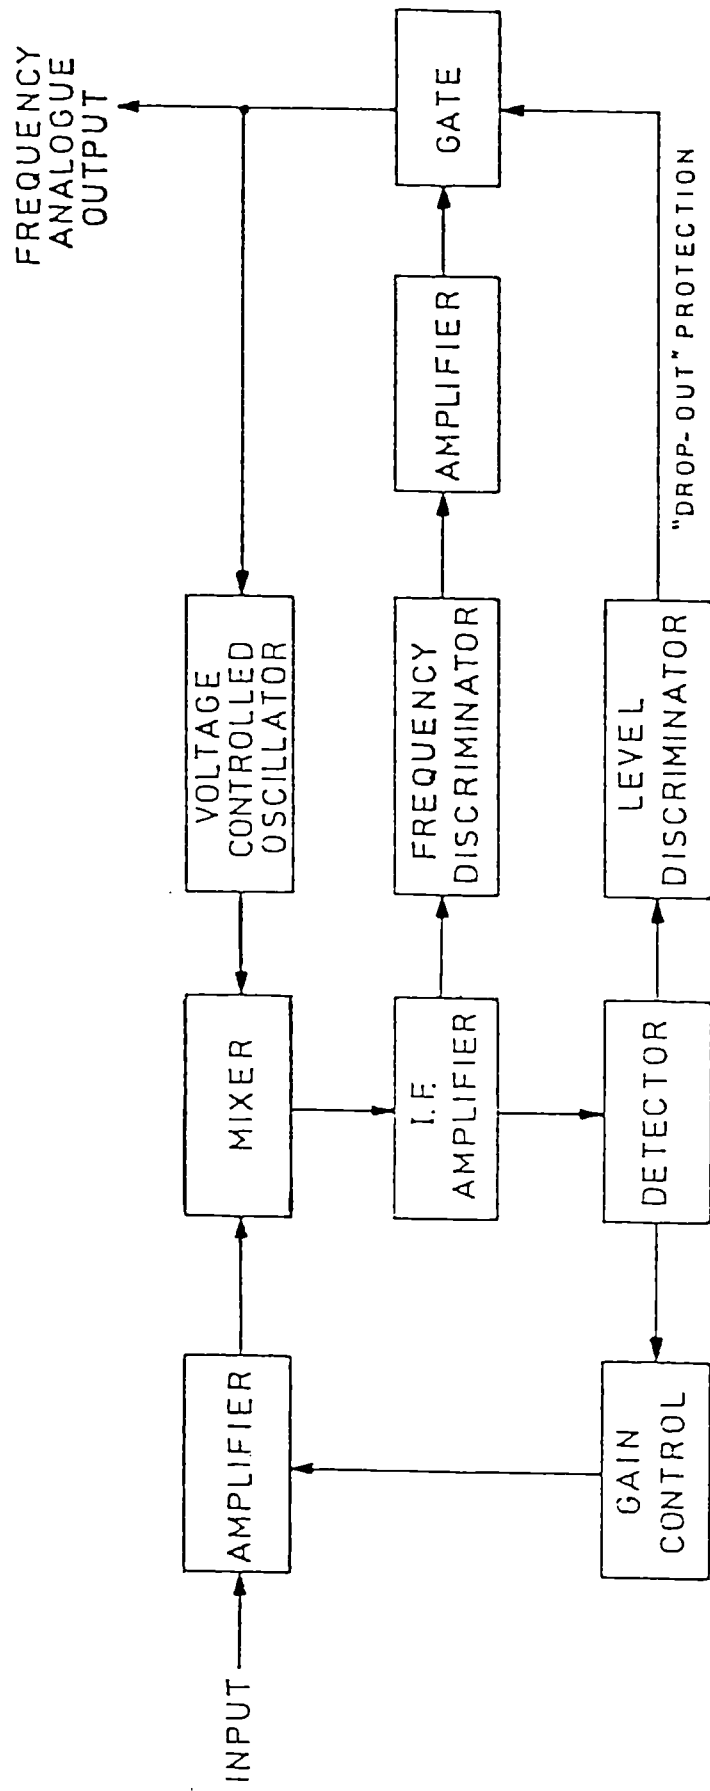 FREQUENCY
ANALOGUE
OUTPUT
INPUT
AMPLIFIER
MIXER
VOLTAGE
CONTROLLED
OSCILLATOR
I.F.
AMPLIFIER
FREQUENCY
DISCRIMINATOR
AMPLIFIER
GATE
GAIN
CONTROL
DETECTOR
LEVEL
DISCRIMINATOR
"DROP-OUT" PROTECTION